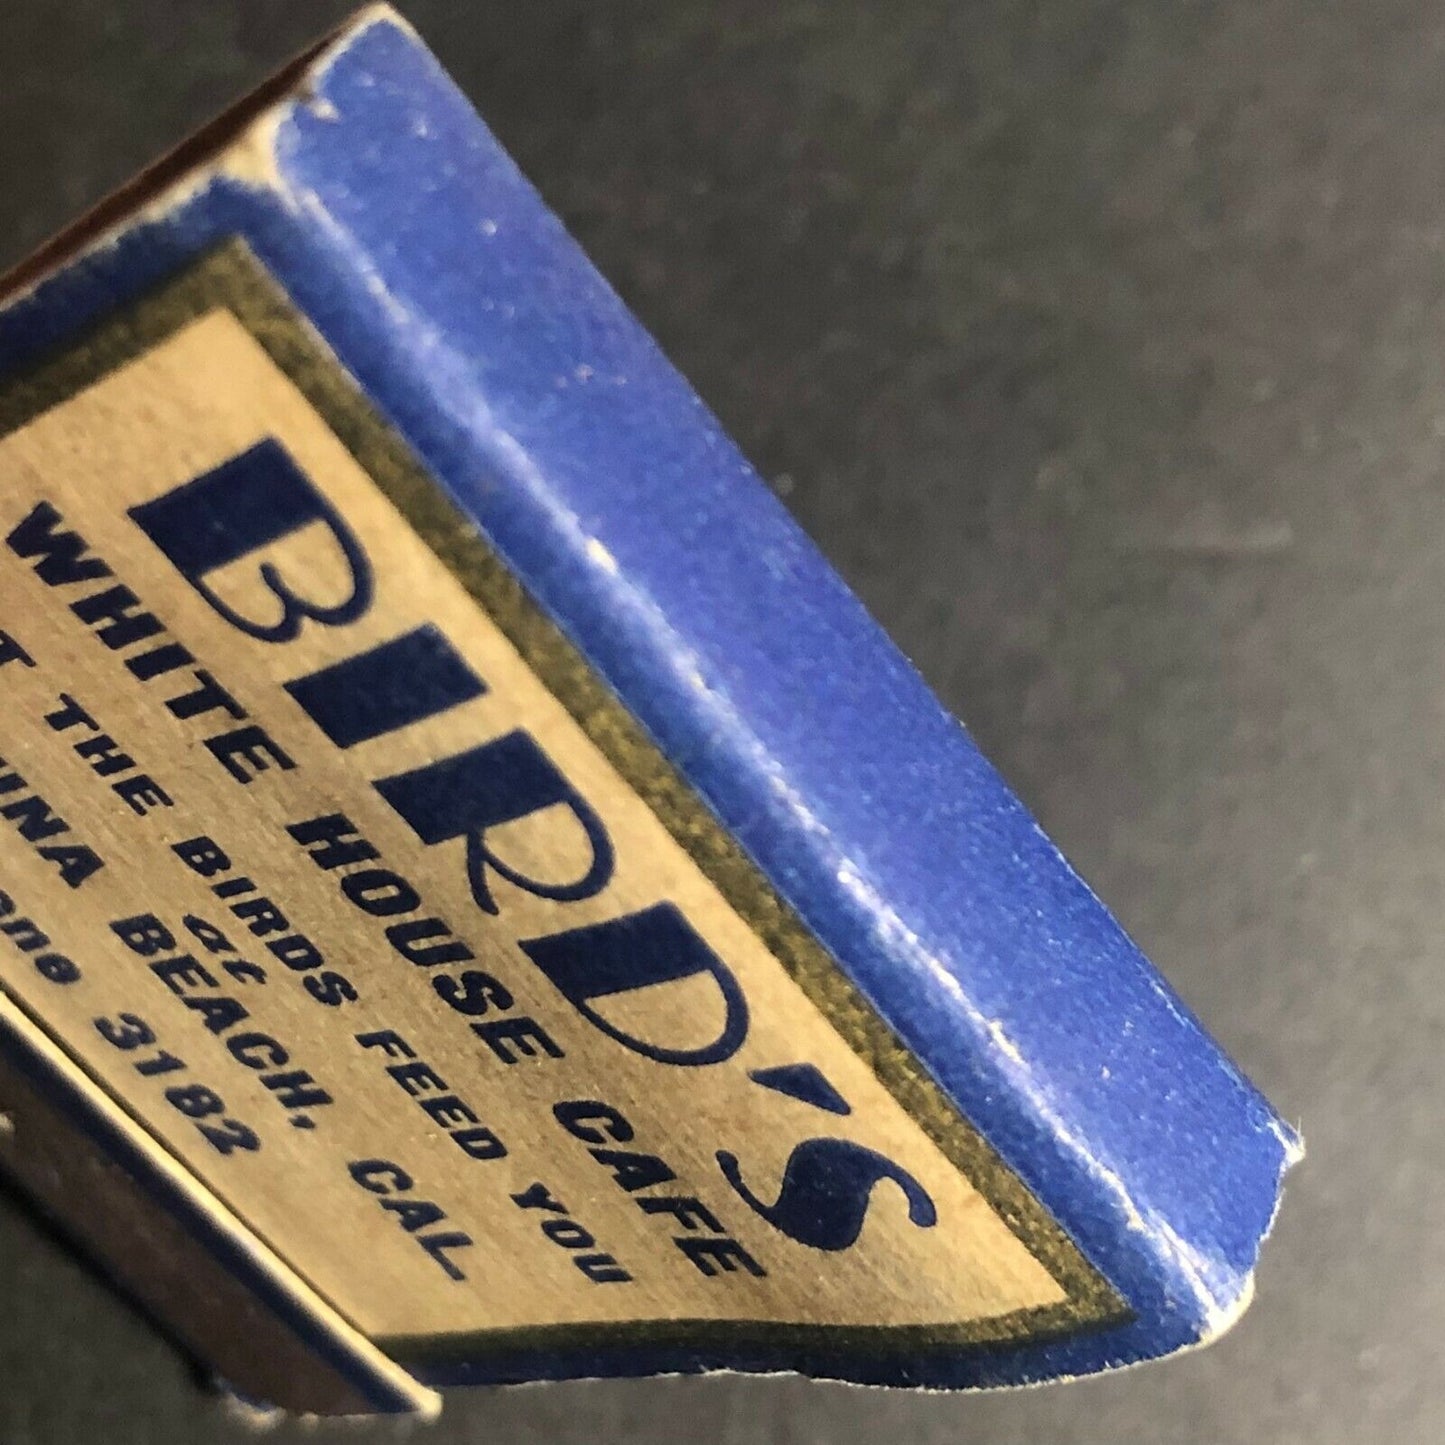 BIRD'S
WHITE HOUSE CAFE
THE BIRDS FEED YOU
at
BEACH, CAL
3182